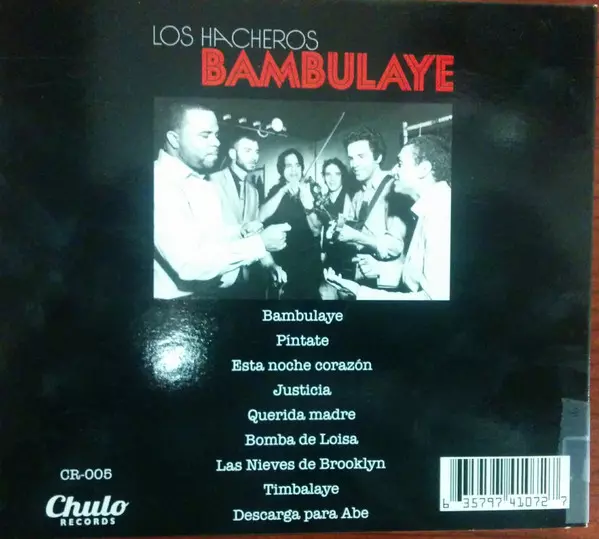 LOS HACHEROS
BAMBULAYE
Bambulaye
Píntate
Esta noche corazón
Justicia
Querida madre
Bomba de Loisa
Las Nieves de Brooklyn
Timbalaye
Descarga para Abe
CR-005
Chulo
RECORDS
6 35797 41072 7